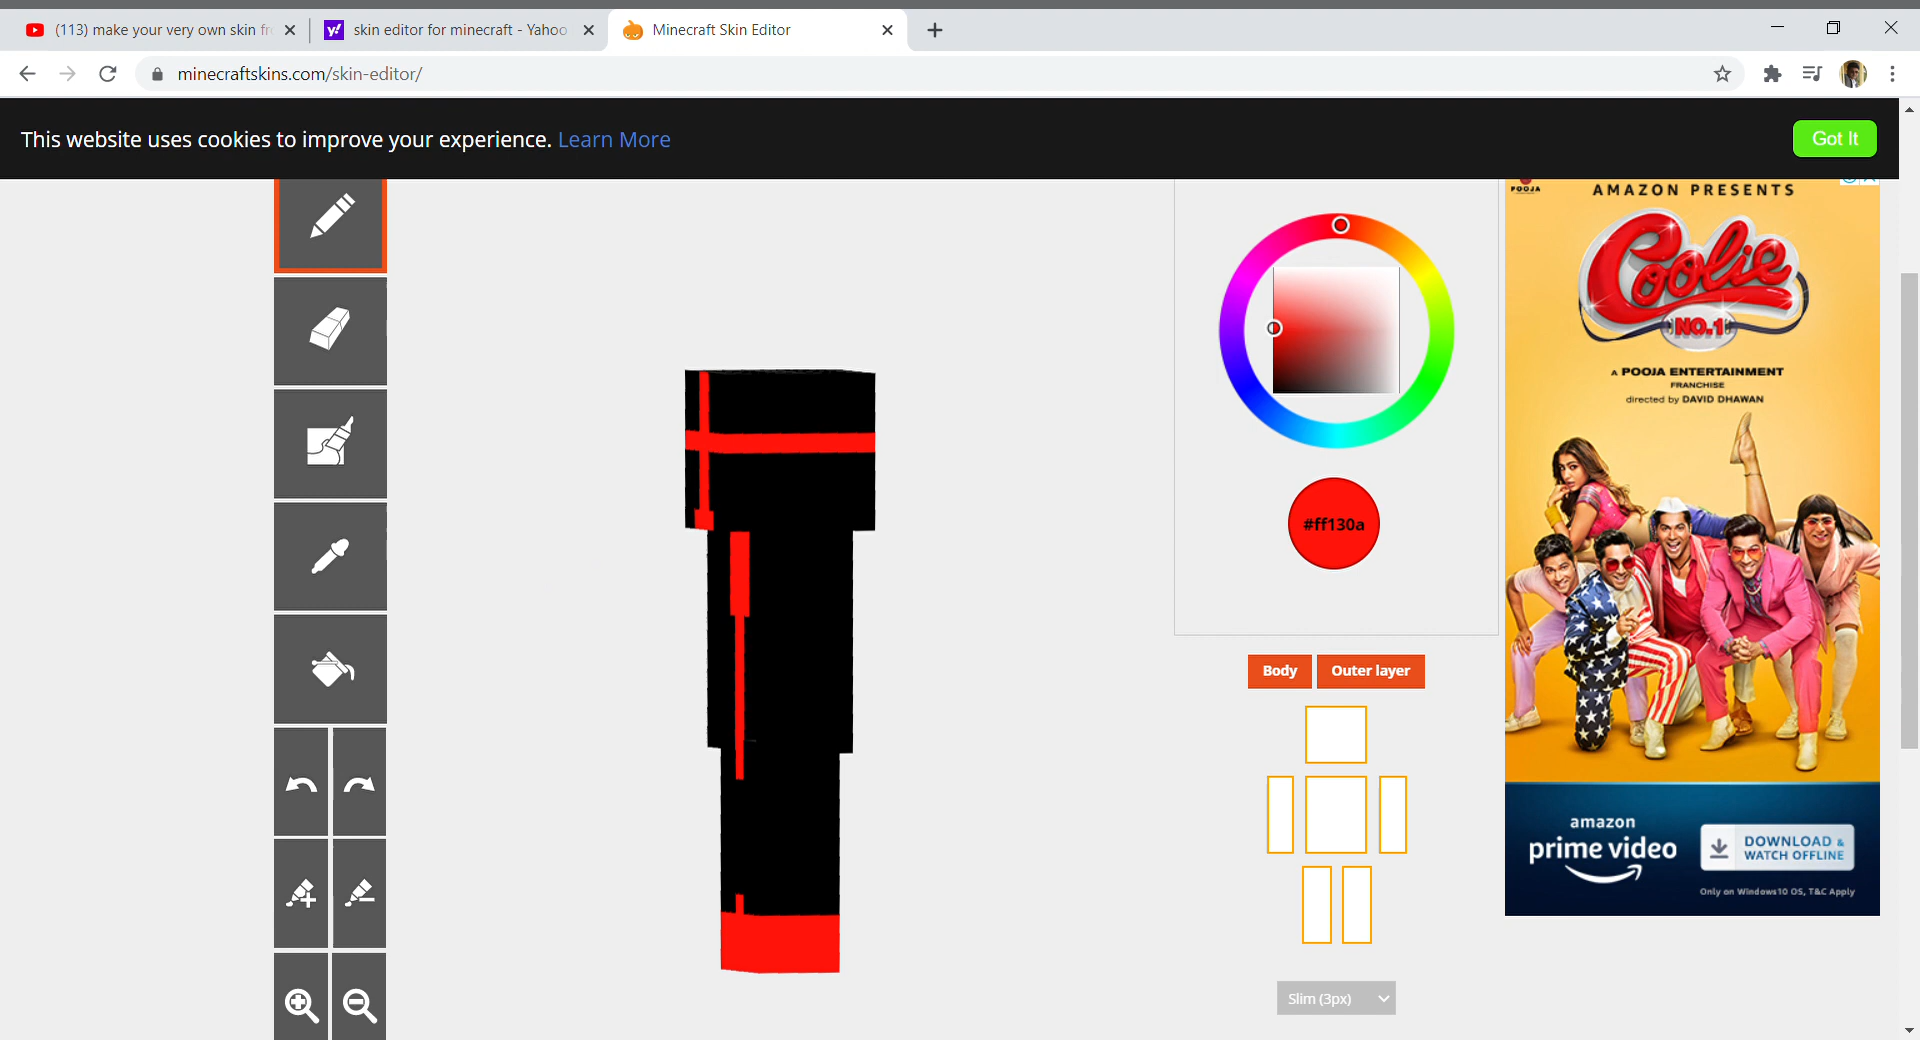 (113) make your very own skin fr
skin editor for minecraft - Yahoo
Minecraft Skin Editor
minecraftskins.com/skin-editor/
This website uses cookies to improve your experience. Learn More
Got It
POOJA
AMAZON PRESENTS
Coolie
NO.1
A POOJA ENTERTAINMENT
FRANCHISE
directed by DAVID DHAWAN
#ff130a
Body
Outer layer
amazon
prime video
DOWNLOAD &
WATCH OFFLINE
Only on Windows10 OS, T&C Apply
Slim (3px)